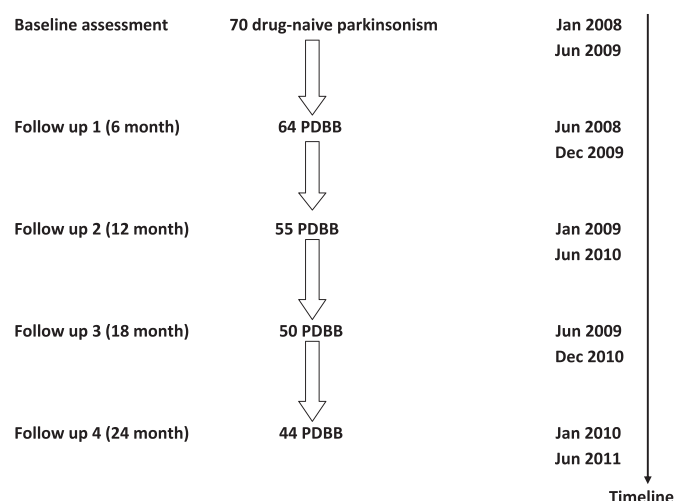 Baseline assessment 70 drug-naive parkinsonism Jan 2008
Jun 2009
Follow up 1 (6 month) 64 PDBB Jun 2008
Dec 2009
Follow up 2 (12 month) 55 PDBB Jan 2009
Jun 2010
Follow up 3 (18 month) 50 PDBB Jun 2009
Dec 2010
Follow up 4 (24 month) 44 PDBB Jan 2010
Jun 2011
Timeline